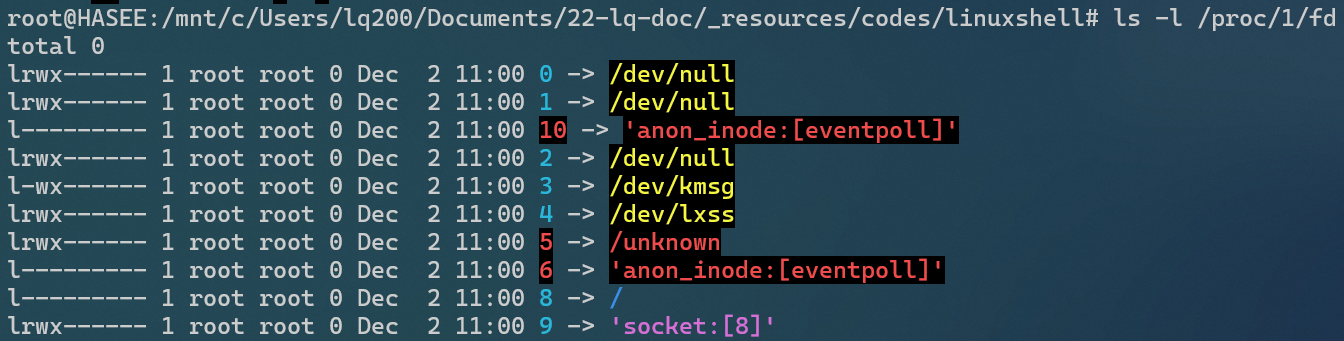 root@HASEE:/mnt/c/Users/lq200/Documents/22-lq-doc/_resources/codes/linuxshell# ls -l /proc/1/fd
total 0
lrwx------ 1 root root 0 Dec  2 11:00 0 -> /dev/null
lrwx------ 1 root root 0 Dec  2 11:00 1 -> /dev/null
l--------- 1 root root 0 Dec  2 11:00 10 -> 'anon_inode:[eventpoll]'
lrwx------ 1 root root 0 Dec  2 11:00 2 -> /dev/null
l-wx------ 1 root root 0 Dec  2 11:00 3 -> /dev/kmsg
lrwx------ 1 root root 0 Dec  2 11:00 4 -> /dev/lxss
lrwx------ 1 root root 0 Dec  2 11:00 5 -> /unknown
l--------- 1 root root 0 Dec  2 11:00 6 -> 'anon_inode:[eventpoll]'
l--------- 1 root root 0 Dec  2 11:00 8 -> /
lrwx------ 1 root root 0 Dec  2 11:00 9 -> 'socket:[8]'